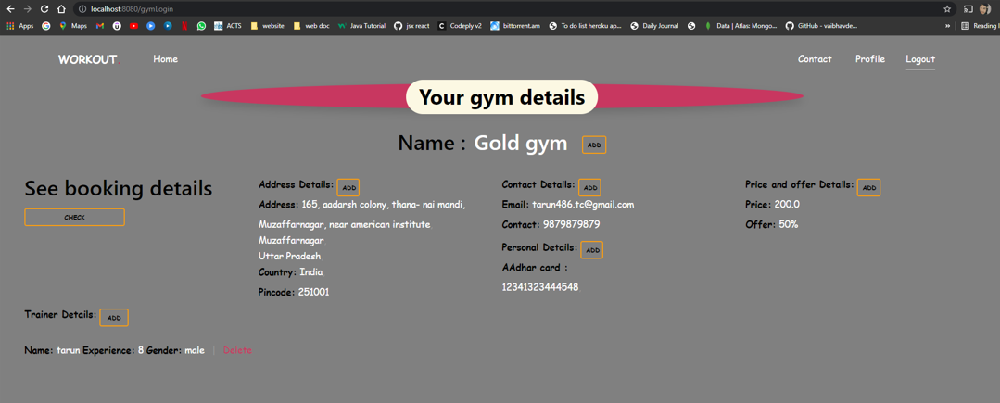 localhost:8080/gymLogin
Apps Maps ACTS website web doc Java Tutorial jsx react Codeply v2 bittorrent.am To do list heroku ap... Daily Journal Data | Atlas: Mongo... GitHub - vaibhavde... » Reading l
WORKOUT. Home Contact Profile Logout
Your gym details
Name : Gold gym ADD
See booking details
CHECK
Address Details: ADD
Address: 165, aadarsh colony, thana- nai mandi,
Muzaffarnagar, near american institute
Muzaffarnagar
Uttar Pradesh
Country: India
Pincode: 251001
Contact Details: ADD
Email: tarun486.tc@gmail.com
Contact: 9879879879
Personal Details: ADD
AAdhar card :
12341323444548
Price and offer Details: ADD
Price: 200.0
Offer: 50%
Trainer Details: ADD
Name: tarun Experience: 8 Gender: male | Delete